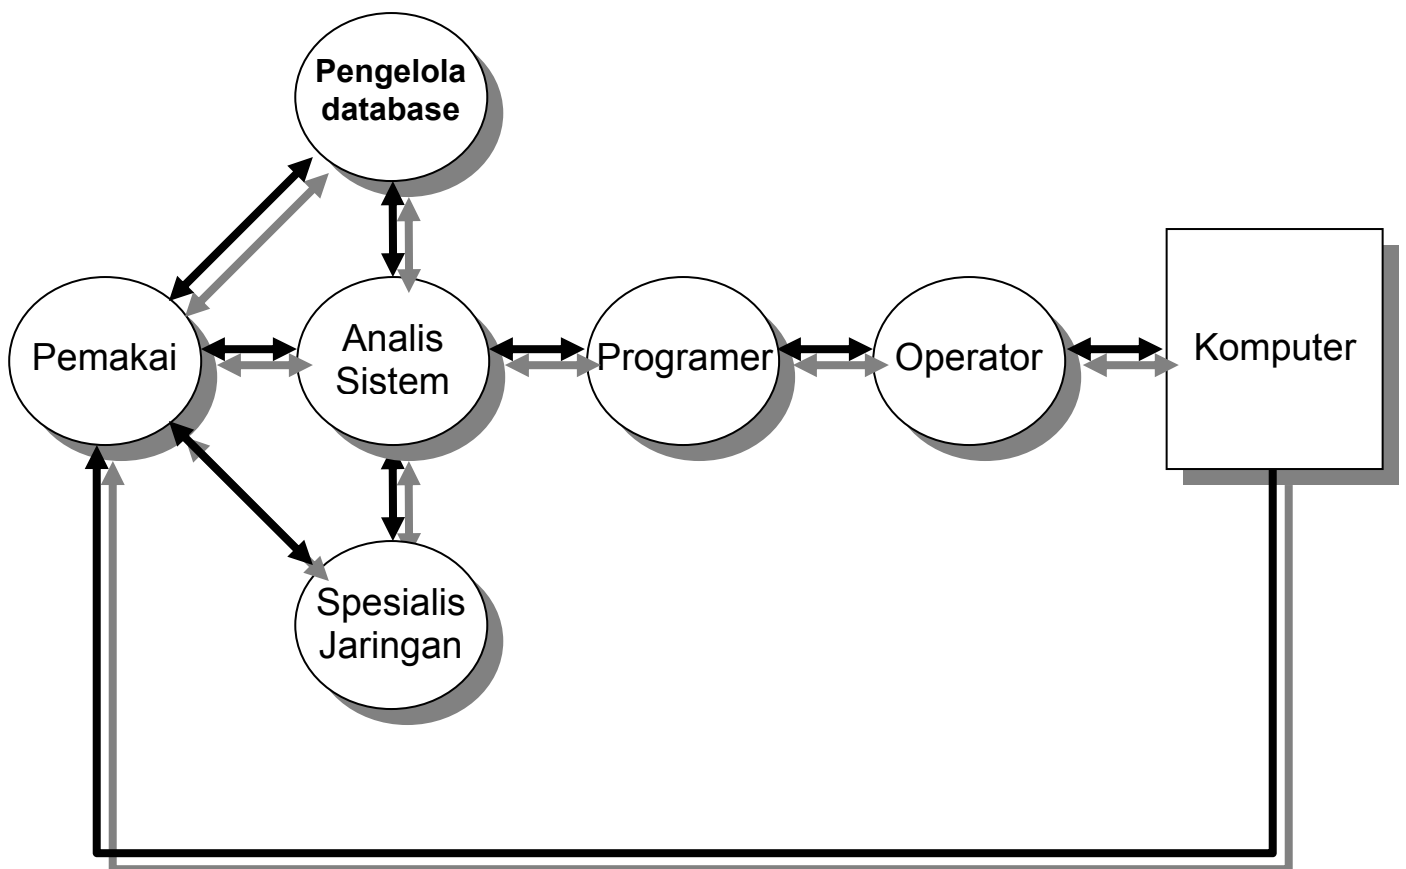 Pengelola
database
Pemakai
Analis
Sistem
Programer
Operator
Komputer
Spesialis
Jaringan